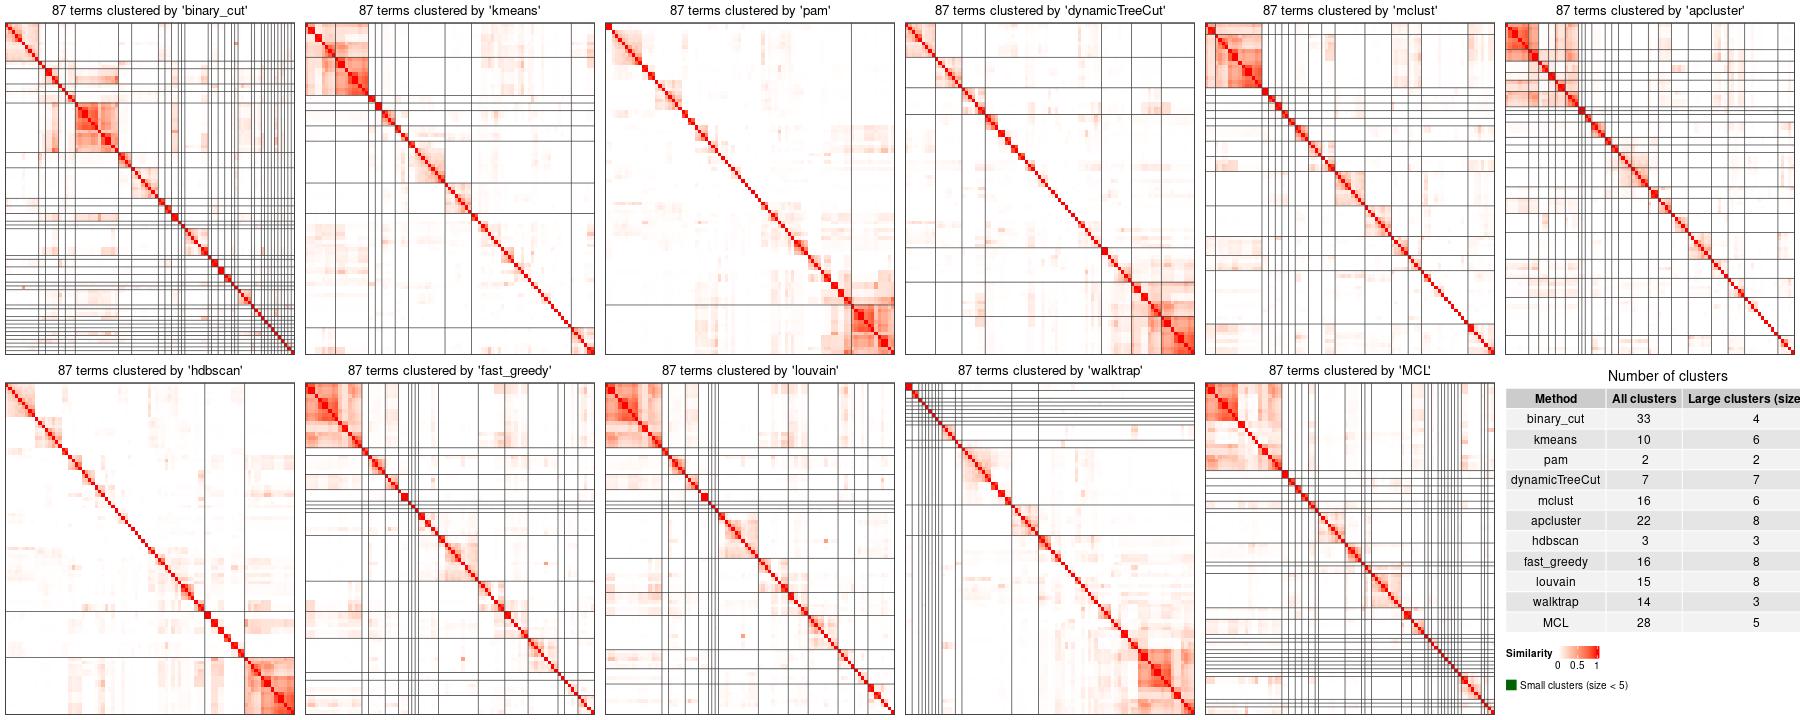 87 terms clustered by 'binary_cut'
87 terms clustered by 'kmeans'
87 terms clustered by 'pam'
87 terms clustered by 'dynamicTreeCut'
87 terms clustered by 'mclust'
87 terms clustered by 'apcluster'
87 terms clustered by 'hdbscan'
87 terms clustered by 'fast_greedy'
87 terms clustered by 'louvain'
87 terms clustered by 'walktrap'
87 terms clustered by 'MCL'
Number of clusters
Method All clusters Large clusters (size
binary_cut 33 4
kmeans 10 6
pam 2 2
dynamicTreeCut 7 7
mclust 16 6
apcluster 22 8
hdbscan 3 3
fast_greedy 16 8
louvain 15 8
walktrap 14 3
MCL 28 5
Similarity
0 0.5 1
Small clusters (size < 5)